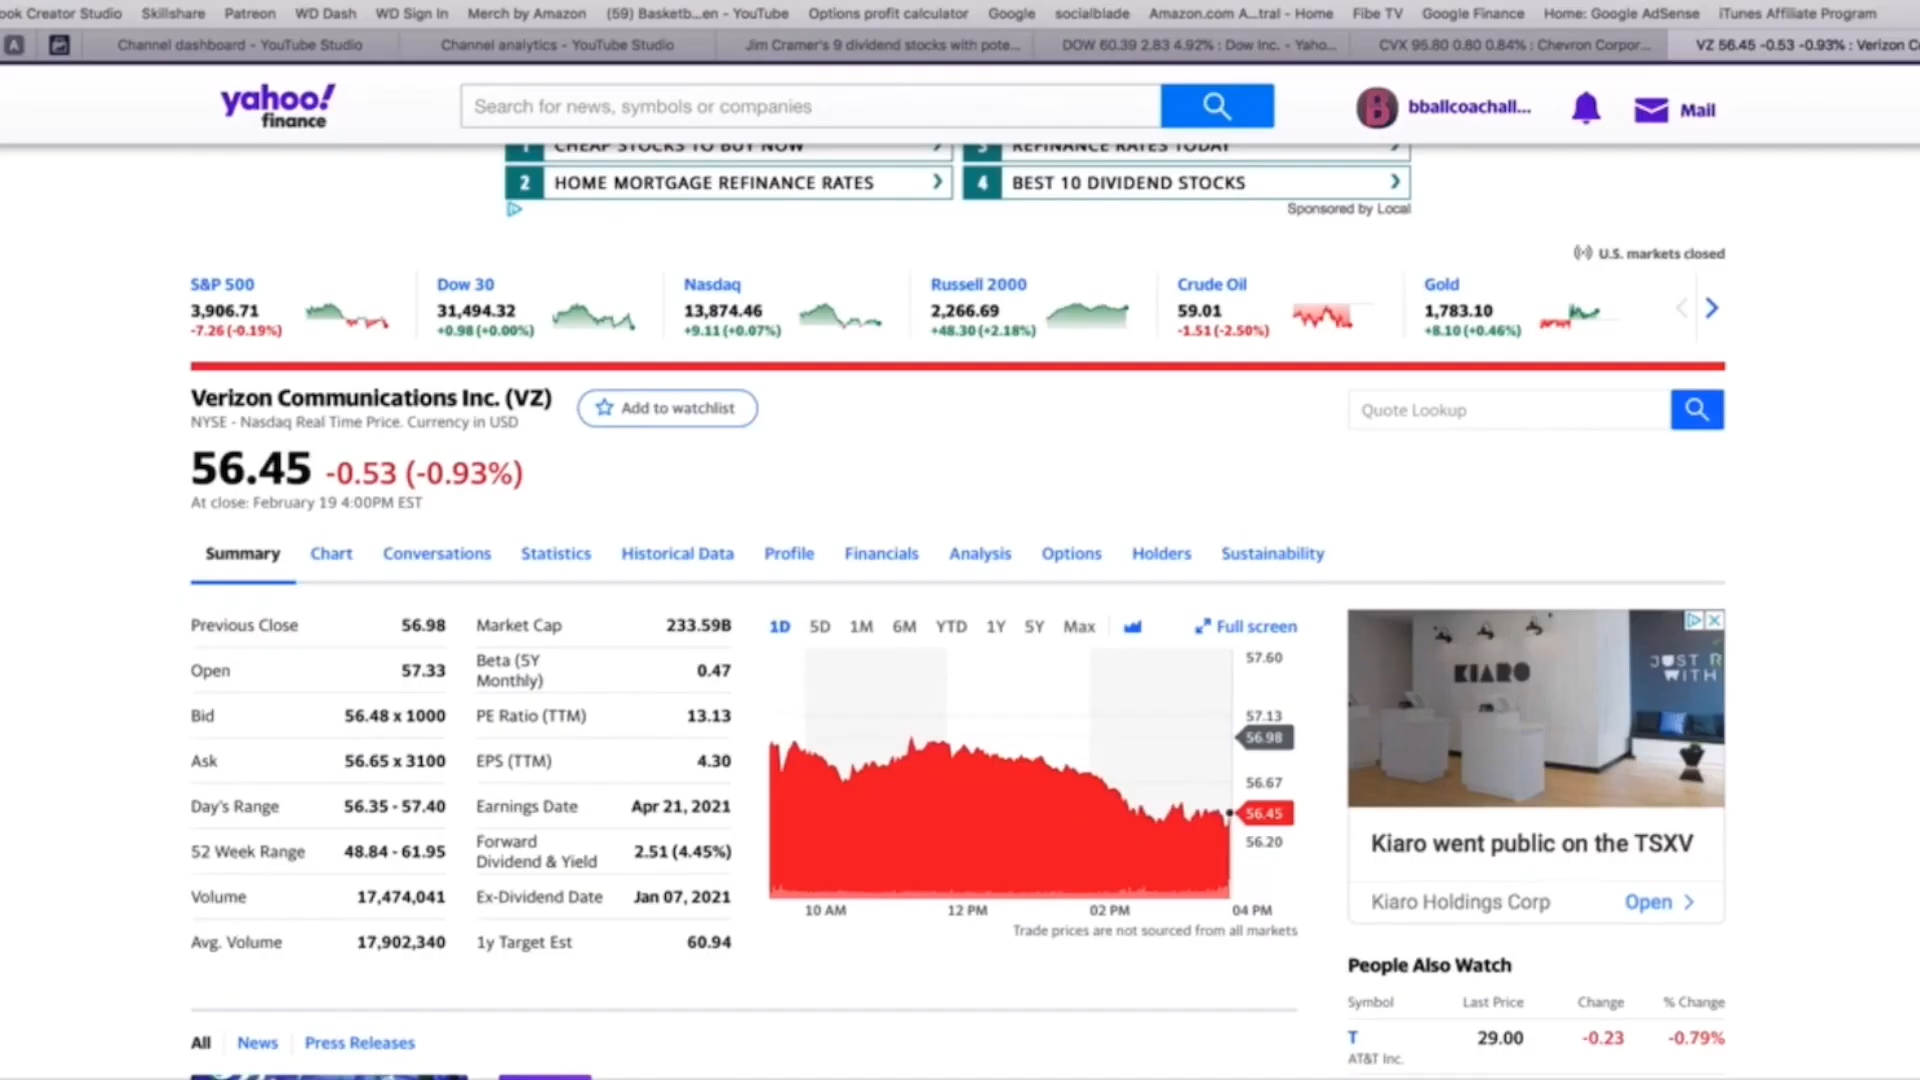 ook Creator Studio Skillshare Patreon WD Dash WD Sign In Merch by Amazon (59) Basketb...en - YouTube Options profit calculator Google socialblade Amazon.com A...tral - Home Fibe TV Google Finance Home: Google AdSense iTunes Affiliate Program
A Channel dashboard - YouTube Studio Channel analytics - YouTube Studio Jim Cramer's 9 dividend stocks with pote... DOW 60.39 2.83 4.92% : Dow Inc. - Yaho... CVX 95.80 0.80 0.84% : Chevron Corpor... VZ 56.45 -0.53 -0.93% : Verizon C
yahoo!
finance
Search for news, symbols or companies
B bballcoachall... Mail
1 CHEAP STOCKS TO BUY NOW 3 REFINANCE RATES TODAY
2 HOME MORTGAGE REFINANCE RATES 4 BEST 10 DIVIDEND STOCKS
Sponsored by Local
U.S. markets closed
S&P 500 Dow 30 Nasdaq Russell 2000 Crude Oil Gold
3,906.71 31,494.32 13,874.46 2,266.69 59.01 1,783.10
-7.26 (-0.19%) +0.98 (+0.00%) +9.11 (+0.07%) +48.30 (+2.18%) -1.51 (-2.50%) +8.10 (+0.46%)
Verizon Communications Inc. (VZ) Add to watchlist
NYSE - Nasdaq Real Time Price. Currency in USD
Quote Lookup
56.45 -0.53 (-0.93%)
At close: February 19 4:00PM EST
Summary Chart Conversations Statistics Historical Data Profile Financials Analysis Options Holders Sustainability
Previous Close 56.98
Open 57.33
Bid 56.48 x 1000
Ask 56.65 x 3100
Day's Range 56.35 - 57.40
52 Week Range 48.84 - 61.95
Volume 17,474,041
Avg. Volume 17,902,340
Market Cap 233.59B
Beta (5Y
Monthly) 0.47
PE Ratio (TTM) 13.13
EPS (TTM) 4.30
Earnings Date Apr 21, 2021
Forward
Dividend & Yield 2.51 (4.45%)
Ex-Dividend Date Jan 07, 2021
1y Target Est 60.94
1D 5D 1M 6M YTD 1Y 5Y Max Full screen
57.60
57.13
56.98
56.67
56.45
56.20
10 AM 12 PM 02 PM 04 PM
Trade prices are not sourced from all markets
KIARO
JUST R
WITH
Kiaro went public on the TSXV
Kiaro Holdings Corp Open
People Also Watch
Symbol Last Price Change % Change
T 29.00 -0.23 -0.79%
AT&T Inc.
All News Press Releases